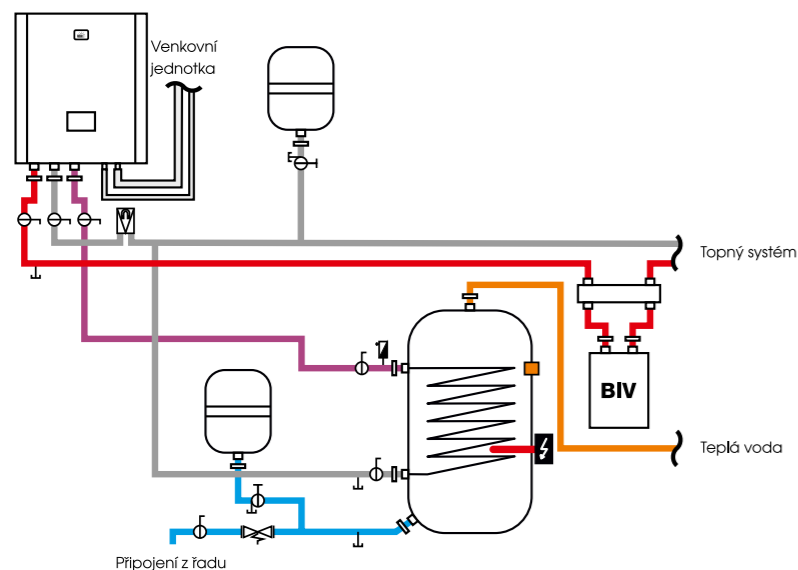 Venkovní
jednotka
Topný systém
BIV
Teplá voda
Připojení z řadu